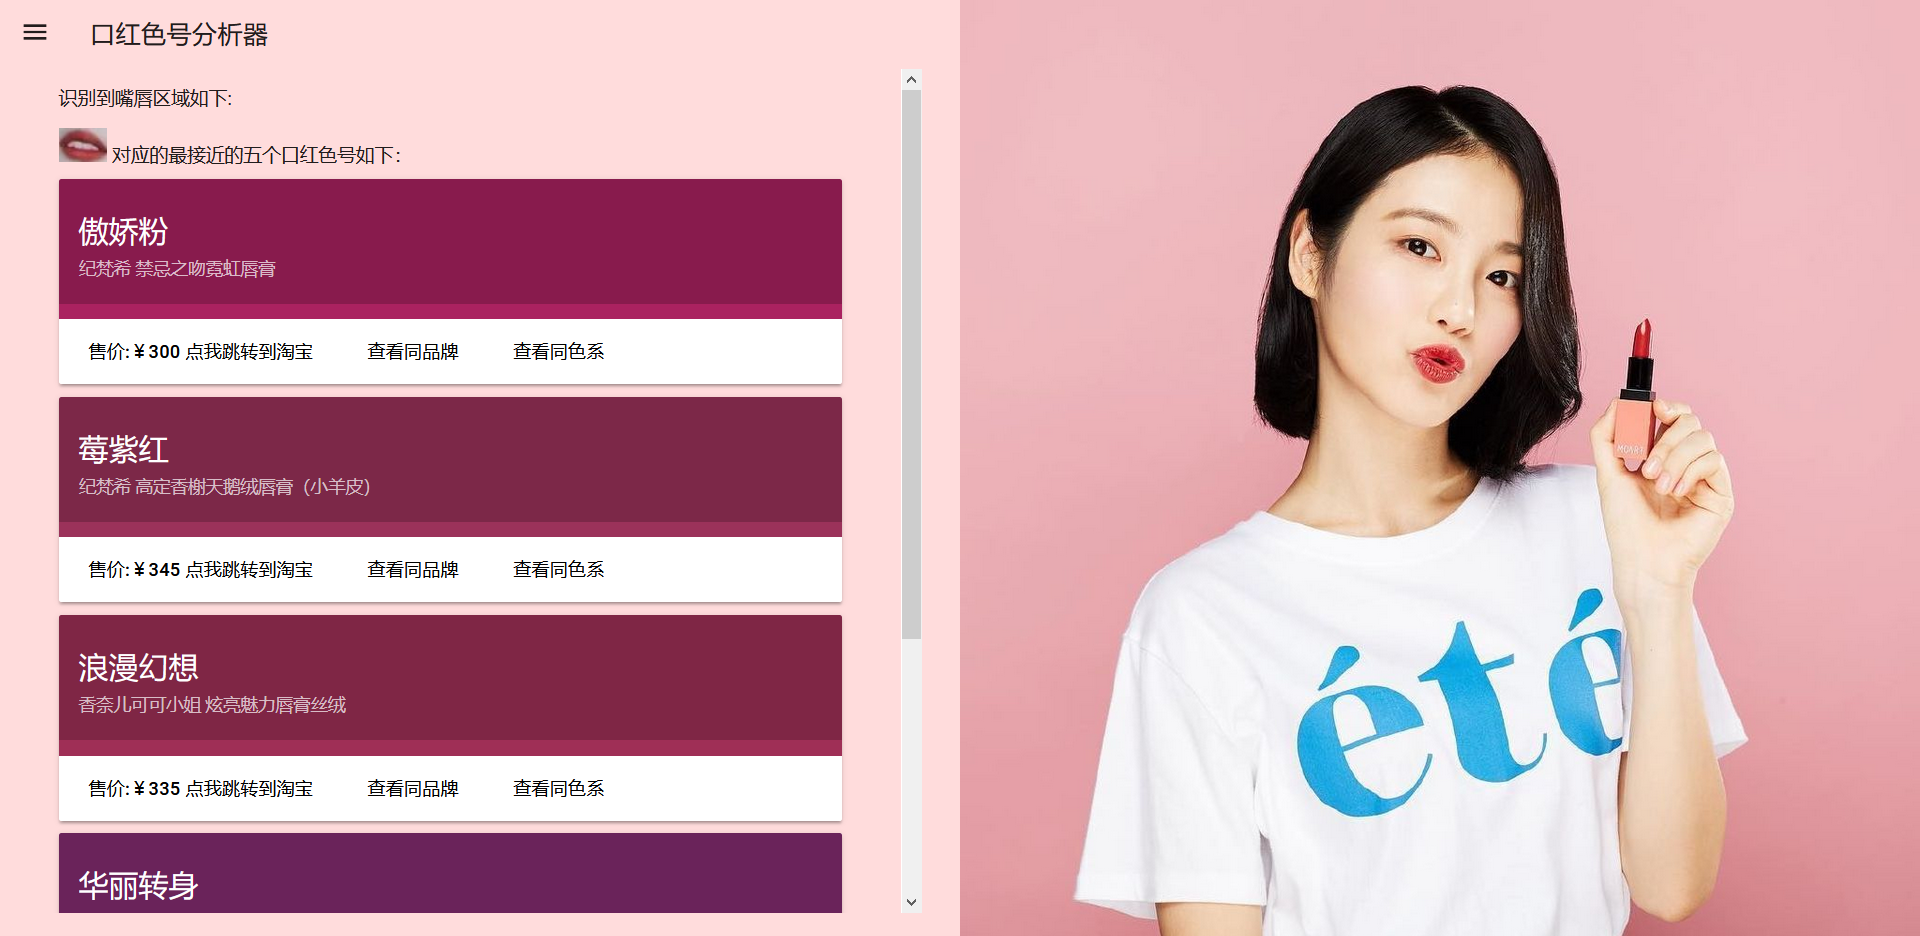 口红色号分析器
识别到嘴唇区域如下:
对应的最接近的五个口红色号如下:
傲娇粉
纪梵希 禁忌之吻霓虹唇膏
售价:￥300 点我跳转到淘宝 查看同品牌 查看同色系
莓紫红
纪梵希 高定香榭天鹅绒唇膏（小羊皮）
售价:￥345 点我跳转到淘宝 查看同品牌 查看同色系
浪漫幻想
香奈儿可可小姐 炫亮魅力唇膏丝绒
售价:￥335 点我跳转到淘宝 查看同品牌 查看同色系
华丽转身
MOART
été